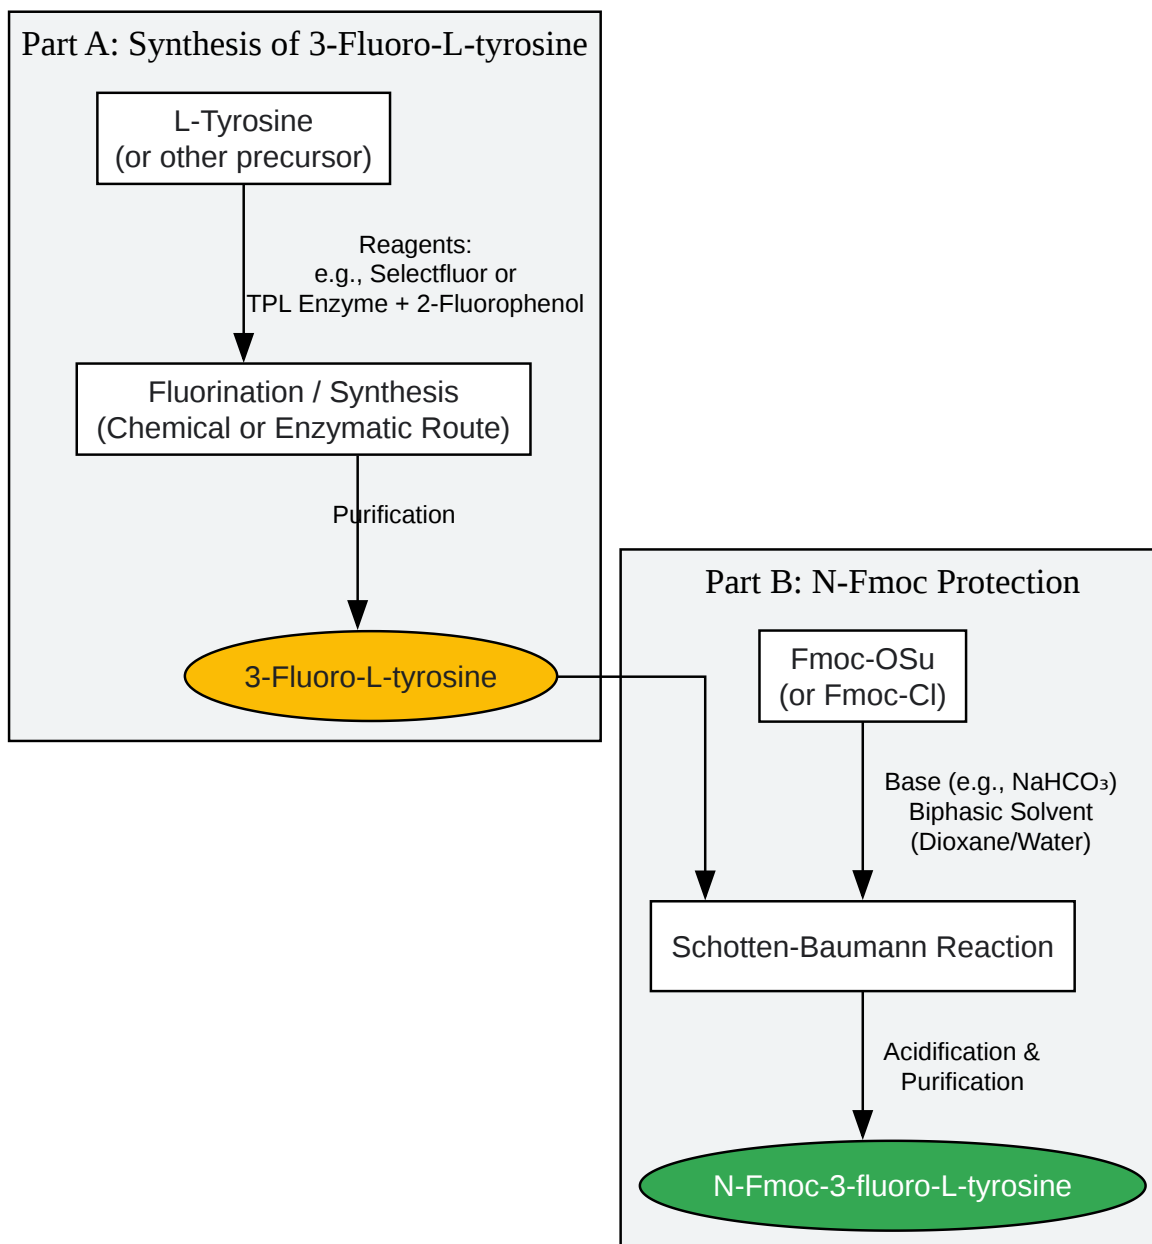 Part A: Synthesis of 3-Fluoro-L-tyrosine
L-Tyrosine
(or other precursor)
Reagents:
e.g., Selectfluor or
TPL Enzyme + 2-Fluorophenol
Fluorination / Synthesis
(Chemical or Enzymatic Route)
Purification
3-Fluoro-L-tyrosine
Part B: N-Fmoc Protection
Fmoc-OSu
(or Fmoc-Cl)
Base (e.g., NaHCO₃)
Biphasic Solvent
(Dioxane/Water)
Schotten-Baumann Reaction
Acidification &
Purification
N-Fmoc-3-fluoro-L-tyrosine